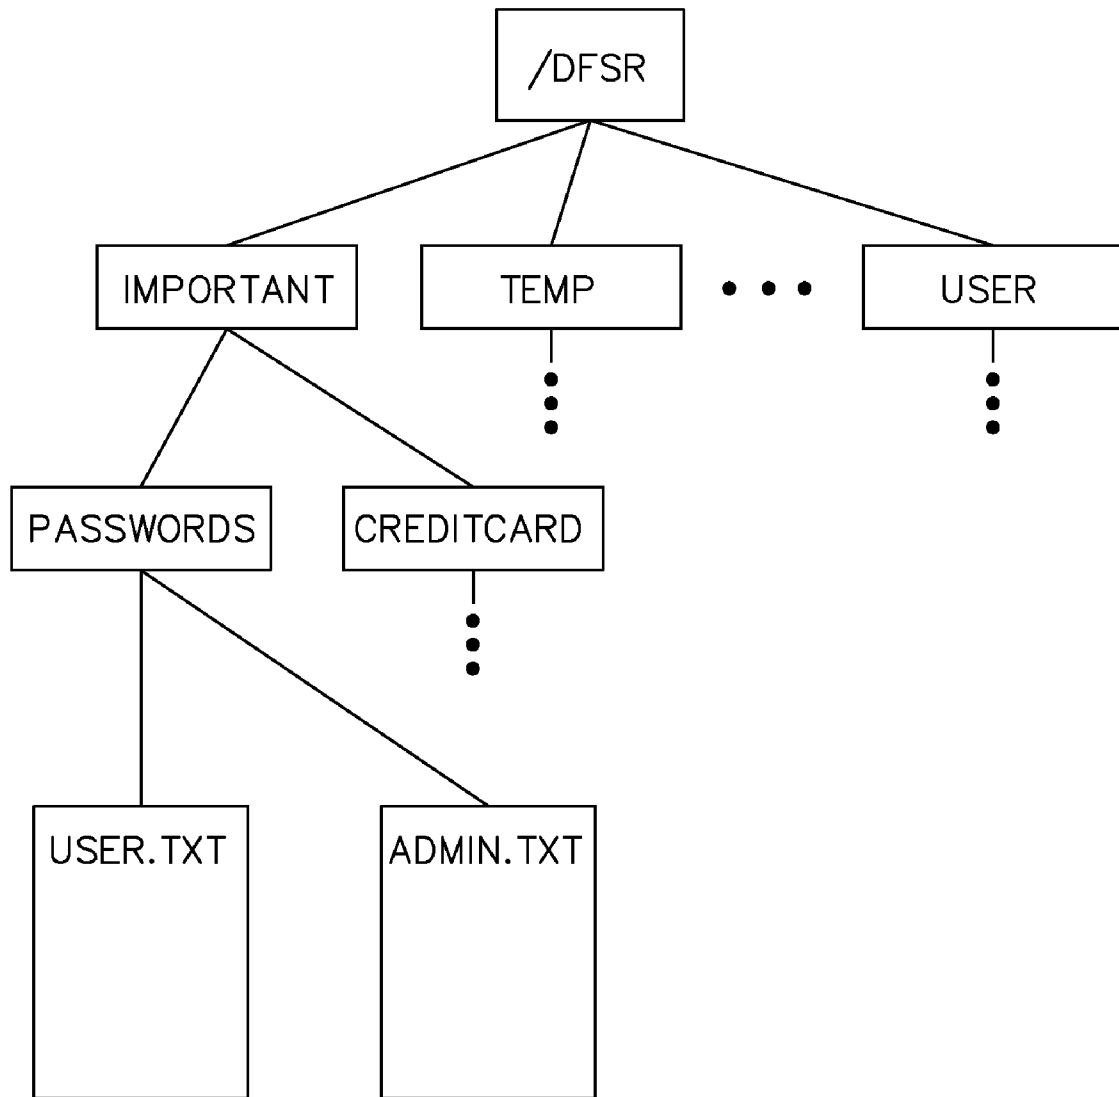 /DFSR
IMPORTANT
TEMP
USER
PASSWORDS
CREDITCARD
USER.TXT
ADMIN.TXT